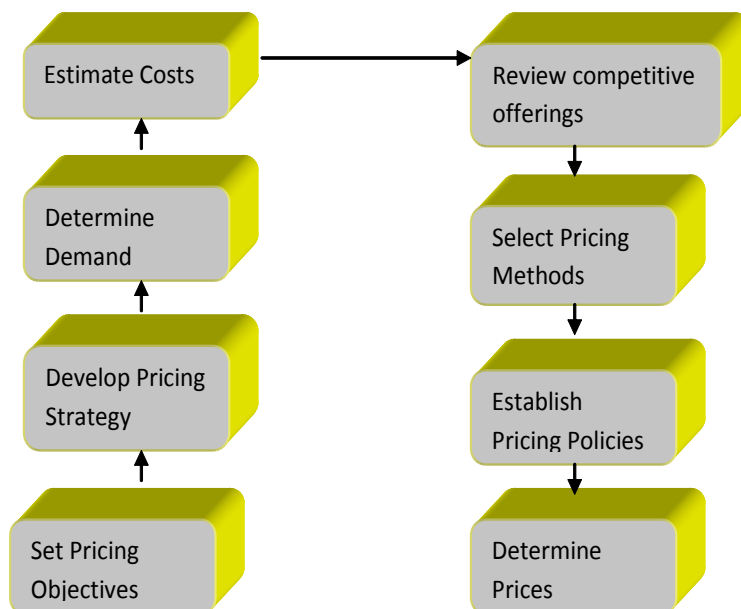 Estimate Costs
Review competitive
offerings
Determine
Demand
Select Pricing
Methods
Develop Pricing
Strategy
Establish
Pricing Policies
Set Pricing
Objectives
Determine
Prices